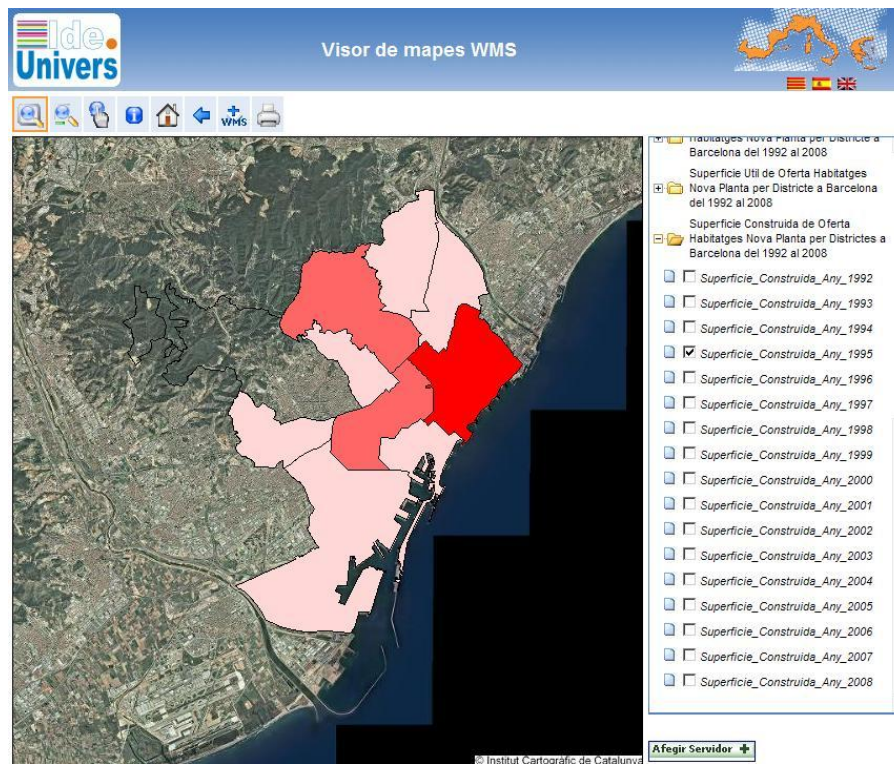 Ide.
Univers
Visor de mapes WMS
WMS
Habitatges Nova Planta per Districte a
Barcelona del 1992 al 2008
Superficie Util de Oferta Habitatges
Nova Planta per Districte a Barcelona
del 1992 al 2008
Superficie Construida de Oferta
Habitatges Nova Planta per Districtes a
Barcelona del 1992 al 2008
Superficie_Construida_Any_1992
Superficie_Construida_Any_1993
Superficie_Construida_Any_1994
Superficie_Construida_Any_1995
Superficie_Construida_Any_1996
Superficie_Construida_Any_1997
Superficie_Construida_Any_1998
Superficie_Construida_Any_1999
Superficie_Construida_Any_2000
Superficie_Construida_Any_2001
Superficie_Construida_Any_2002
Superficie_Construida_Any_2003
Superficie_Construida_Any_2004
Superficie_Construida_Any_2005
Superficie_Construida_Any_2006
Superficie_Construida_Any_2007
Superficie_Construida_Any_2008
Afegir Servidor
© Institut Cartogràfic de Catalunya